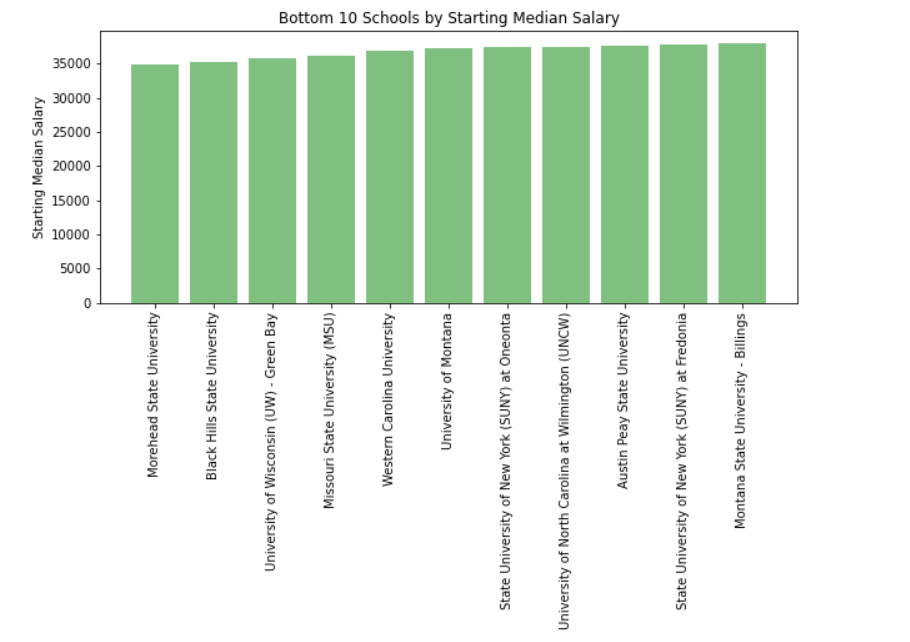 Bottom 10 Schools by Starting Median Salary
Starting Median Salary
35000
30000
25000
20000
15000
10000
5000
0
Morehead State University
Black Hills State University
University of Wisconsin (UW) - Green Bay
Missouri State University (MSU)
Western Carolina University
University of Montana
State University of New York (SUNY) at Oneonta
University of North Carolina at Wilmington (UNCW)
Austin Peay State University
State University of New York (SUNY) at Fredonia
Montana State University - Billings